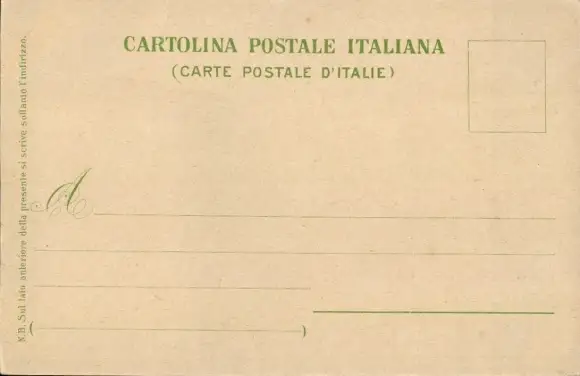 CARTOLINA POSTALE ITALIANA
(CARTE POSTALE D'ITALIE)
A
( )
N.B. Sul lato anteriore della presente si scrive soltanto l'indirizzo.